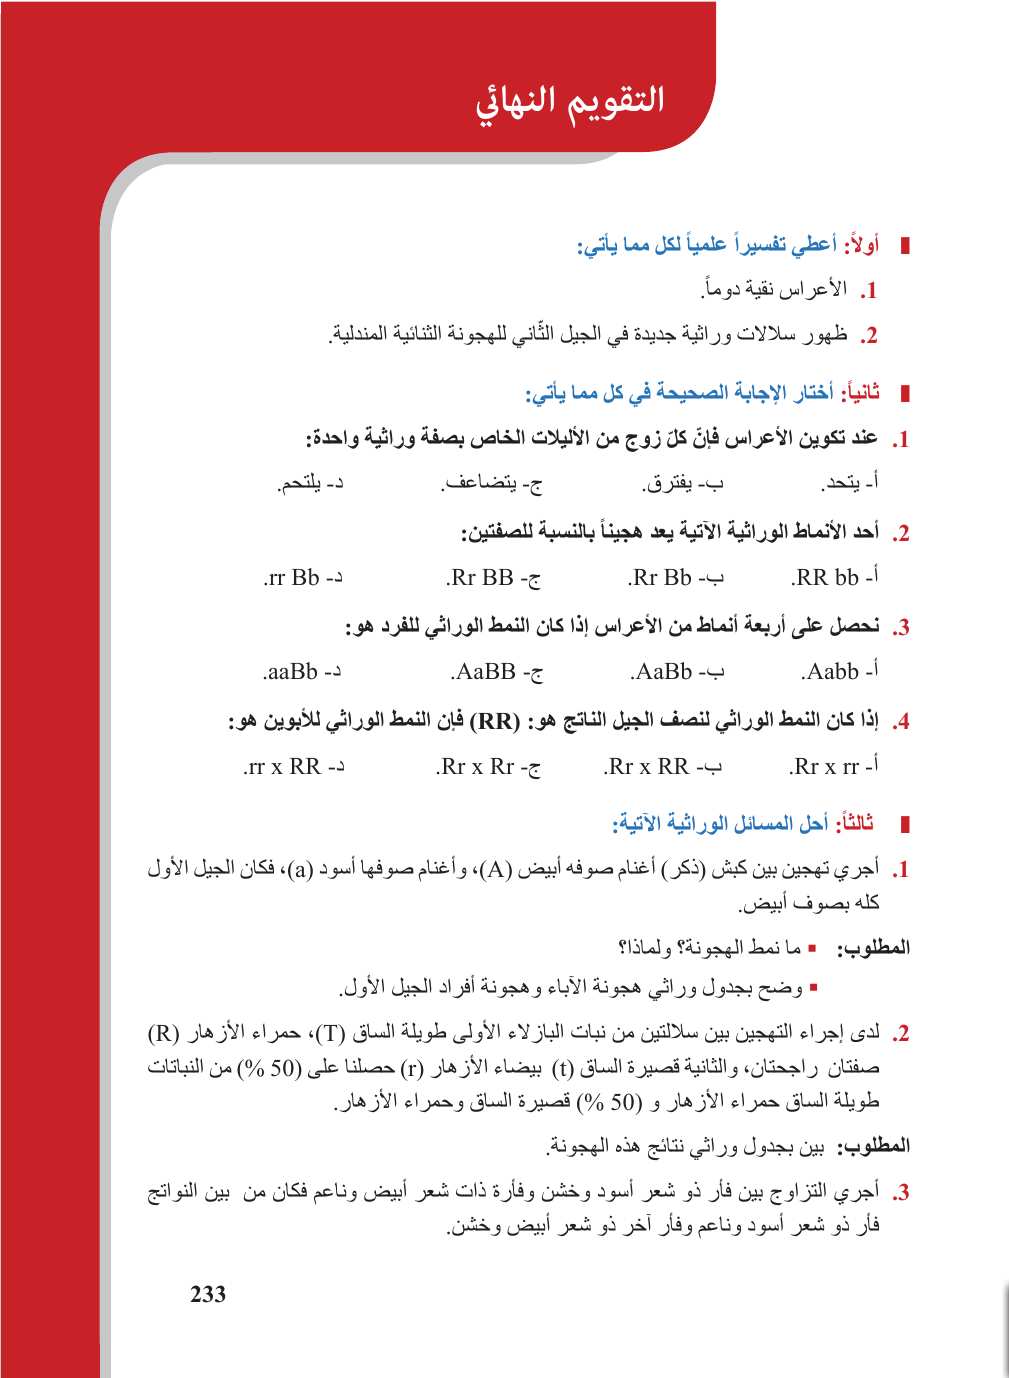 التقويم النهائي
أولاً: أعطي تفسيراً علمياً لكل مما يأتي:
1. الأعراس نقية دوماً.
2. ظهور سلالات وراثية جديدة في الجيل الثّاني للهجونة الثنائية المندلية.
ثانياً: أختار الإجابة الصحيحة في كل مما يأتي:
1. عند تكوين الأعراس فإنّ كلّ زوج من الأليلات الخاص بصفة وراثية واحدة:
أ- يتحد. ب- يفترق. ج- يتضاعف. د- يلتحم.
2. أحد الأنماط الوراثية الآتية يعد هجيناً بالنسبة للصفتين:
أ- RR bb. ب- Rr Bb. ج- Rr BB. د- rr Bb.
3. نحصل على أربعة أنماط من الأعراس إذا كان النمط الوراثي للفرد هو:
أ- Aabb. ب- AaBb. ج- AaBB. د- aaBb.
4. إذا كان النمط الوراثي لنصف الجيل الناتج هو: (RR) فإن النمط الوراثي للأبوين هو:
أ- Rr x rr. ب- Rr x RR. ج- Rr x Rr. د- rr x RR.
ثالثاً: أحل المسائل الوراثية الآتية:
1. أجري تهجين بين كبش (ذكر) أغنام صوفه أبيض (A)، وأغنام صوفها أسود (a)، فكان الجيل الأول
كله بصوف أبيض.
المطلوب: ▪ ما نمط الهجونة؟ ولماذا؟
▪ وضح بجدول وراثي هجونة الآباء وهجونة أفراد الجيل الأول.
2. لدى إجراء التهجين بين سلالتين من نبات البازلاء الأولى طويلة الساق (T)، حمراء الأزهار (R)
صفتان راجحتان، والثانية قصيرة الساق (t) بيضاء الأزهار (r) حصلنا على (50 %) من النباتات
طويلة الساق حمراء الأزهار و (50 %) قصيرة الساق وحمراء الأزهار.
المطلوب: بين بجدول وراثي نتائج هذه الهجونة.
3. أجري التزاوج بين فأر ذو شعر أسود وخشن وفأرة ذات شعر أبيض وناعم فكان من بين النواتج
فأر ذو شعر أسود وناعم وفأر آخر ذو شعر أبيض وخشن.
233